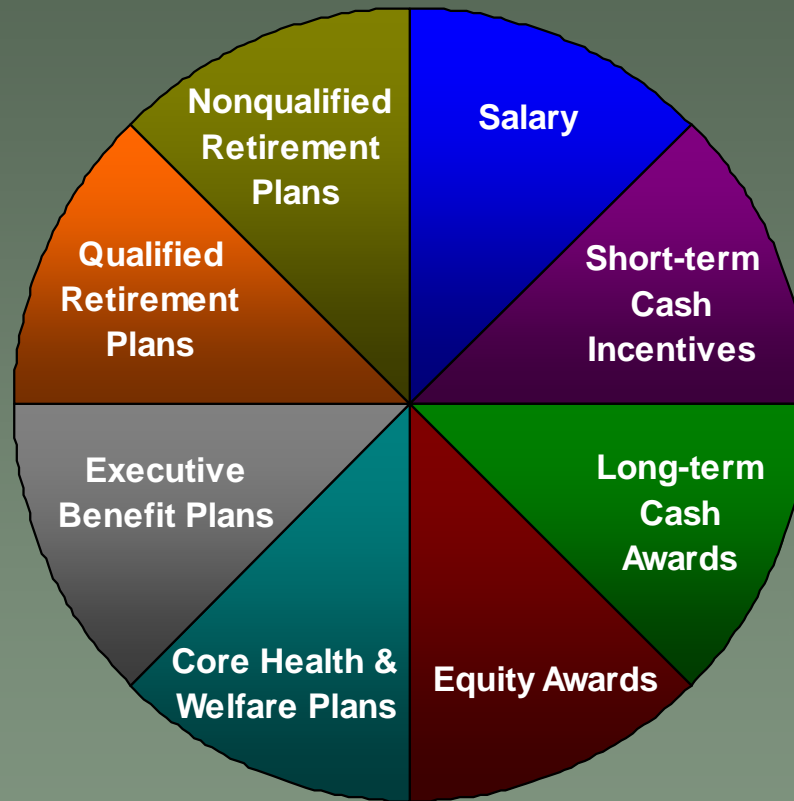 Nonqualified
Retirement
Plans
Salary
Short-term
Cash
Incentives
Long-term
Cash
Awards
Equity Awards
Core Health &
Welfare Plans
Executive
Benefit Plans
Qualified
Retirement
Plans